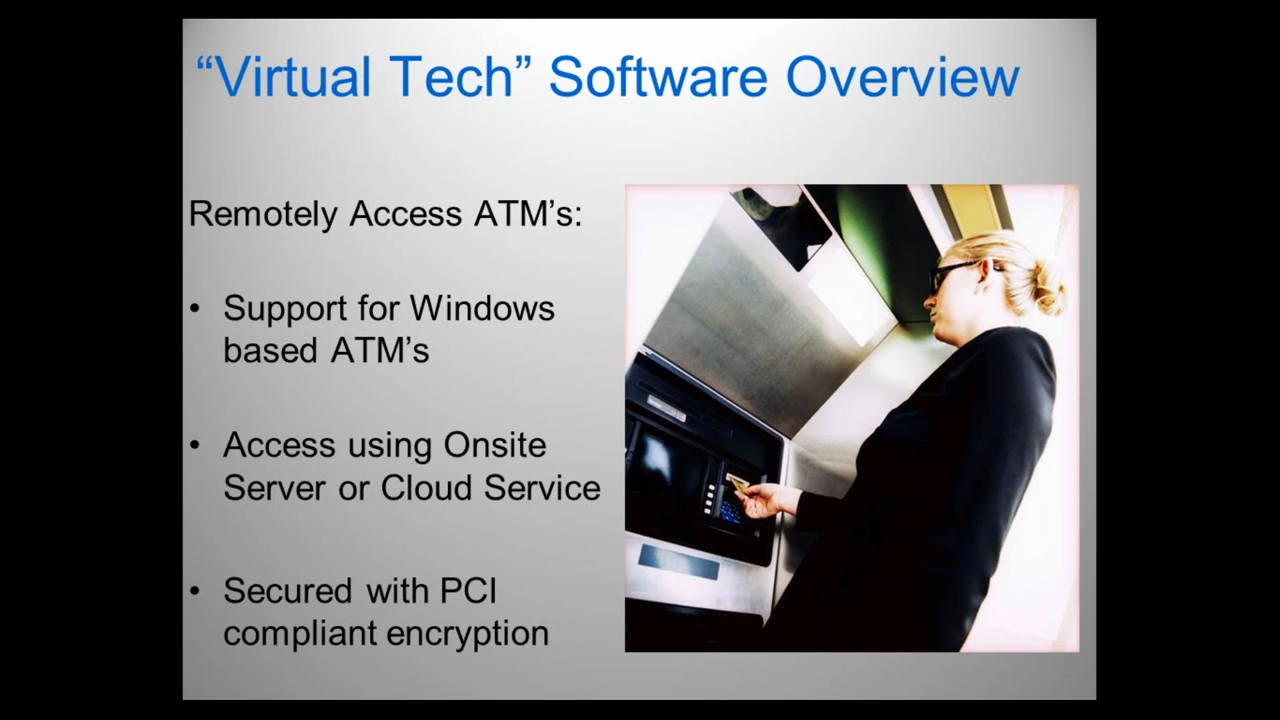 “Virtual Tech” Software Overview
Remotely Access ATM’s:
• Support for Windows
based ATM’s
• Access using Onsite
Server or Cloud Service
• Secured with PCI
compliant encryption